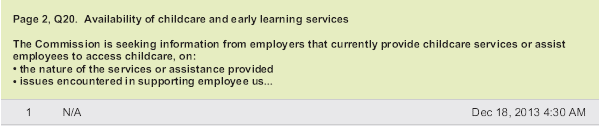 Page 2, Q20. Availability of childcare and early learning services
The Commission is seeking information from employers that currently provide childcare services or assist
employees to access childcare, on:
• the nature of the services or assistance provided
• issues encountered in supporting employee us...
1 N/A Dec 18, 2013 4:30 AM